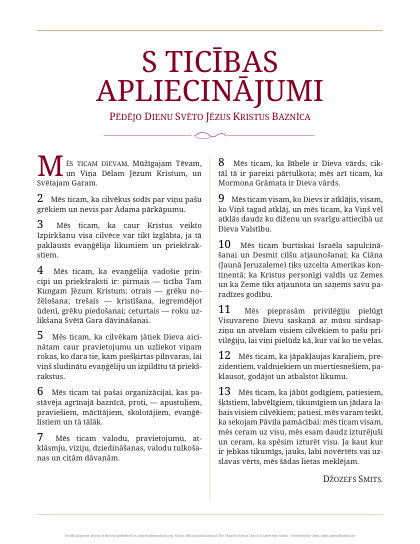 S TICĪBAS
APLIECINĀJUMI
PĒDĒJO DIENU SVĒTO JĒZUS KRISTUS BAZNĪCA
MĒS TICAM DIEVAM, Mūžīgajam Tēvam,
un Viņa Dēlam Jēzum Kristum, un
Svētajam Garam.
2 Mēs ticam, ka cilvēkus sodīs par viņu pašu
grēkiem un nevis par Ādama pārkāpumu.
3 Mēs ticam, ka caur Kristus veikto
Izpirkšanu visa cilvēce var tikt izglābta, ja tā
paklausīs evaņģēlija likumiem un priekšrak-
stiem.
4 Mēs ticam, ka evaņģēlija vadošie prin-
cipi un priekšraksti ir: pirmais — ticība Tam
Kungam Jēzum Kristum; otrais — grēku no-
žēlošana; trešais — kristīšana, iegremdējot
ūdenī, grēku piedošanai; ceturtais — roku uz-
likšana Svētā Gara dāvināšanai.
5 Mēs ticam, ka cilvēkam jātiek Dieva aici-
nātam caur pravietojumu un uzliekot viņam
rokas, ko dara tie, kam piešķirtas pilnvaras, lai
viņš sludinātu evaņģēliju un izpildītu tā priekš-
rakstus.
6 Mēs ticam tai pašai organizācijai, kas pa-
stāvēja agrīnajā baznīcā, proti, — apustuļiem,
praviešiem, mācītājiem, skolotājiem, evaņģē-
listiem un tā tālāk.
7 Mēs ticam valodu, pravietojumu, at-
klāsmju, vīziju, dziedināšanas, valodu tulkoša-
nas un citām dāvanām.
8 Mēs ticam, ka Bībele ir Dieva vārds, cik-
tāl tā ir pareizi pārtulkota; mēs arī ticam, ka
Mormona Grāmata ir Dieva vārds.
9 Mēs ticam visam, ko Dievs ir atklājis, visam,
ko Viņš tagad atklāj, un mēs ticam, ka Viņš vēl
atklās daudz ko diženu un svarīgu attiecībā uz
Dieva Valstību.
10 Mēs ticam burtiskai Israēla sapulcinā-
šanai un Desmit cilšu atjaunošanai; ka Ciāna
(Jaunā Jeruzaleme) tiks uzcelta Amerikas kon-
tinentā; ka Kristus personīgi valdīs uz Zemes
un ka Zeme tiks atjaunota un saņems savu pa-
radīzes godību.
11 Mēs pieprasām privilēģiju pielūgt
Visuvareno Dievu saskaņā ar mūsu sirdsap-
ziņu un atvēlam visiem cilvēkiem to pašu pri-
vilēģiju, lai viņi pielūdz kā, kur vai ko tie vēlas.
12 Mēs ticam, ka jāpakļaujas karaļiem, pre-
zidentiem, valdniekiem un miertiesnešiem, pa-
klausot, godājot un atbalstot likumu.
13 Mēs ticam, ka jābūt godīgiem, patiesiem,
šķīstiem, labvēlīgiem, tikumīgiem un jādara la-
bais visiem cilvēkiem; patiesi, mēs varam teikt,
ka sekojam Pāvila pamācībai: mēs ticam visam,
mēs ceram uz visu, mēs esam daudz izturējuši
un ceram, ka spēsim izturēt visu. Ja kaut kur
ir jebkas tikumīgs, jauks, labi novērtēts vai uz-
slavas vērts, mēs šādas lietas meklējam.
DŽOZEFS SMITS.